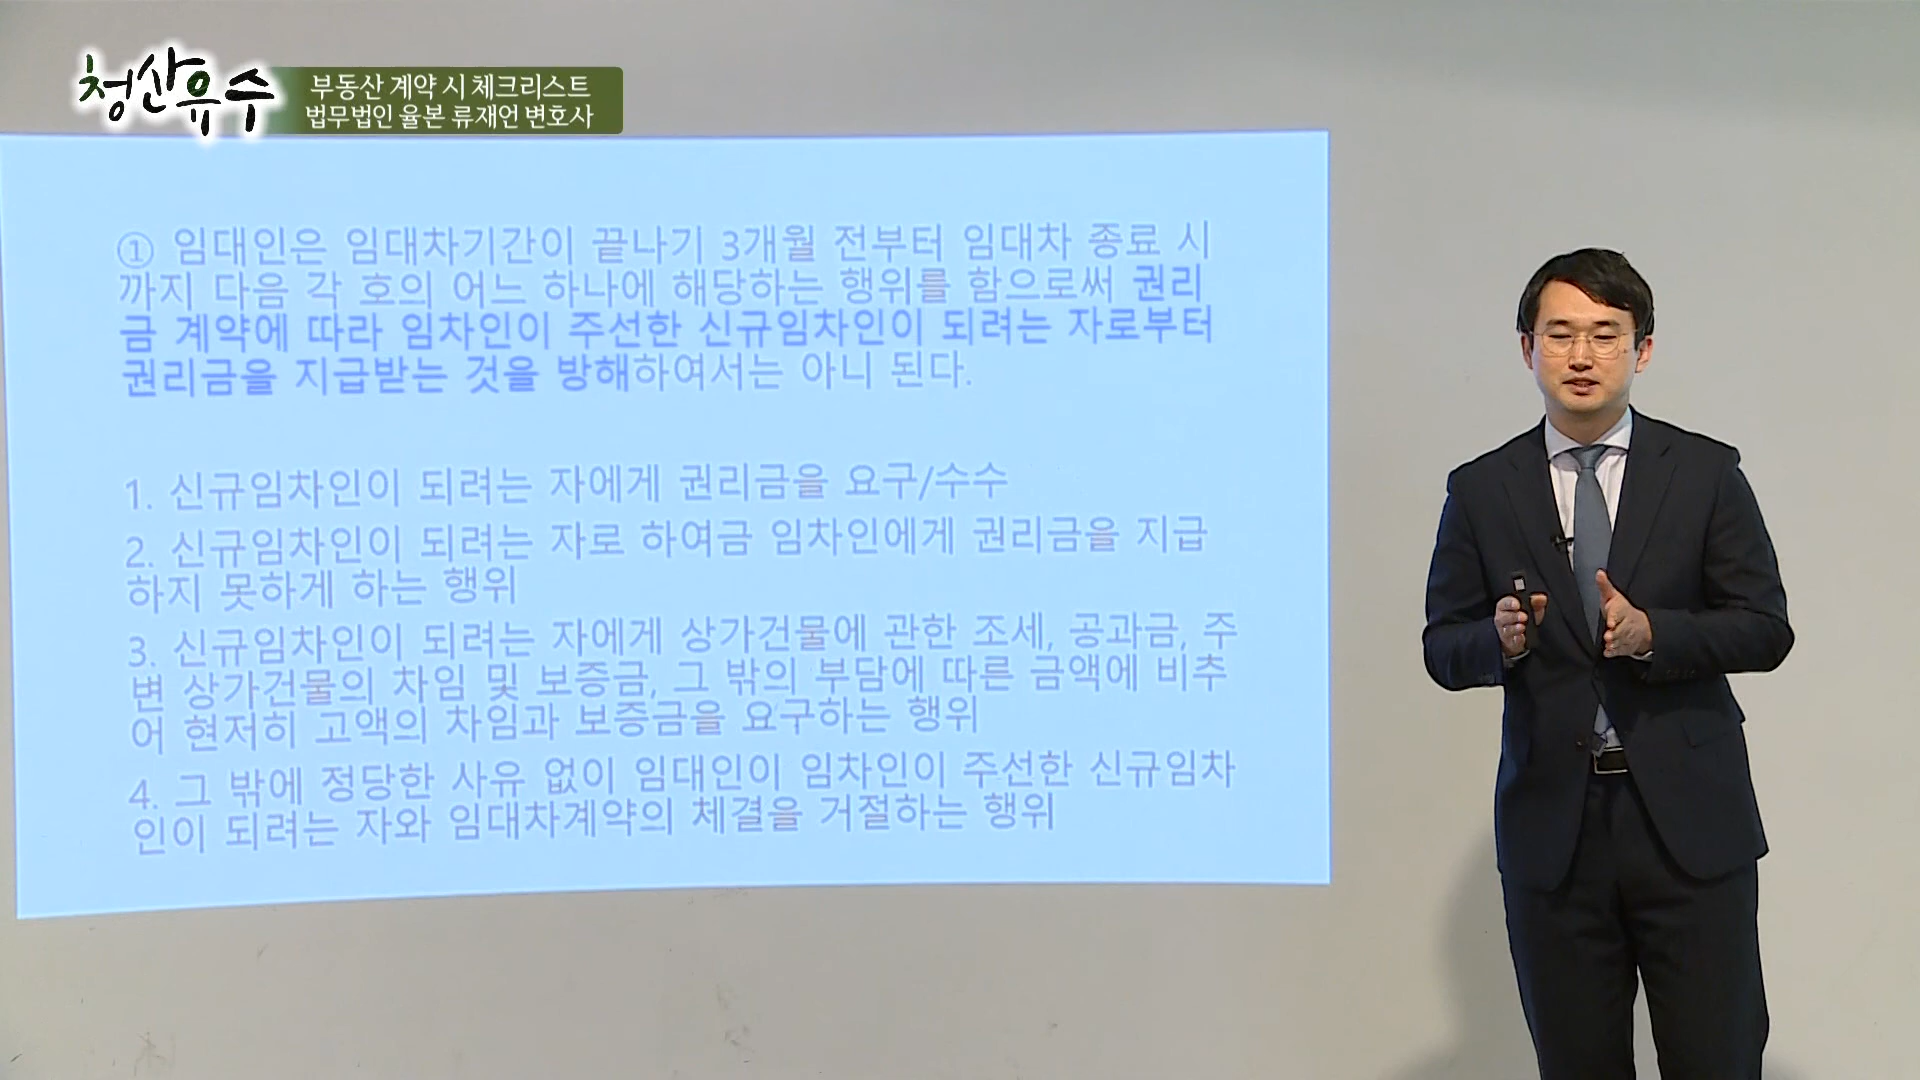 청산유수
부동산 계약 시 체크리스트
법무법인 율본 류재언 변호사
① 임대인은 임대차기간이 끝나기 3개월 전부터 임대차 종료 시
까지 다음 각 호의 어느 하나에 해당하는 행위를 함으로써 권리
금 계약에 따라 임차인이 주선한 신규임차인이 되려는 자로부터
권리금을 지급받는 것을 방해하여서는 아니 된다.
1. 신규임차인이 되려는 자에게 권리금을 요구/수수
2. 신규임차인이 되려는 자로 하여금 임차인에게 권리금을 지급
하지 못하게 하는 행위
3. 신규임차인이 되려는 자에게 상가건물에 관한 조세, 공과금, 주
변 상가건물의 차임 및 보증금, 그 밖의 부담에 따른 금액에 비추
어 현저히 고액의 차임과 보증금을 요구하는 행위
4. 그 밖에 정당한 사유 없이 임대인이 임차인이 주선한 신규임차
인이 되려는 자와 임대차계약의 체결을 거절하는 행위